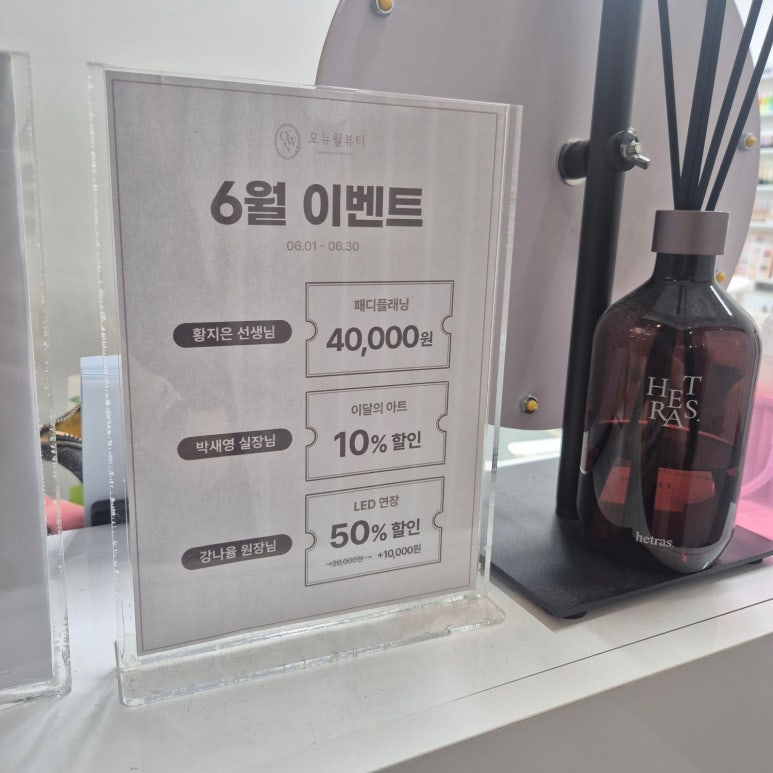 OWN
오뉴월뷰티
6월 이벤트
06.01 - 06.30
황지은 선생님
패디플래닝
40,000원
박새영 실장님
이달의 아트
10% 할인
강나율 원장님
LED 연장
50% 할인
+20,000원 +10,000원
HET
RAS.
hetras.